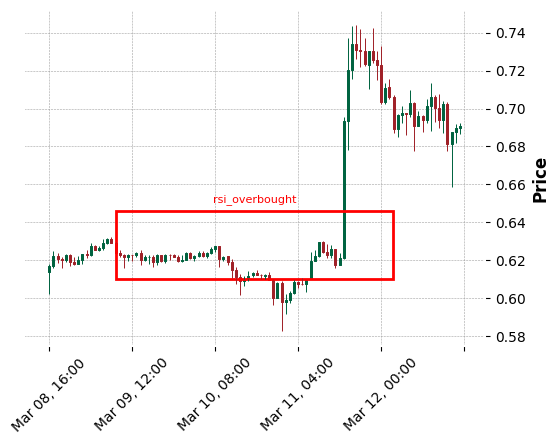 0.74
0.72
0.70
0.68
0.66
0.64
0.62
0.60
0.58
Price
rsi_overbought
Mar 08, 16:00
Mar 09, 12:00
Mar 10, 08:00
Mar 11, 04:00
Mar 12, 00:00